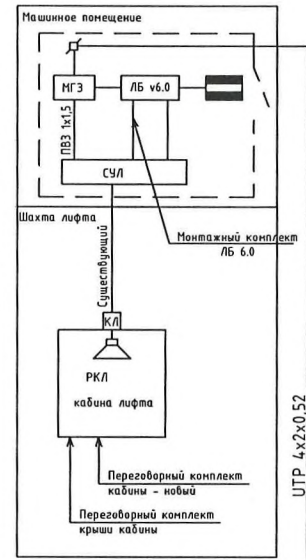 Машинное помещение
МГЗ
ЛБ v6.0
ПВЗ 1х1,5
СУЛ
Шахта лифта
Монтажный комплект
ЛБ 6.0
Существующий
КЛ
РКЛ
кабина лифта
UTP 4x2x0,52
Переговорный комплект
кабины - новый
Переговорный комплект
крыши кабины